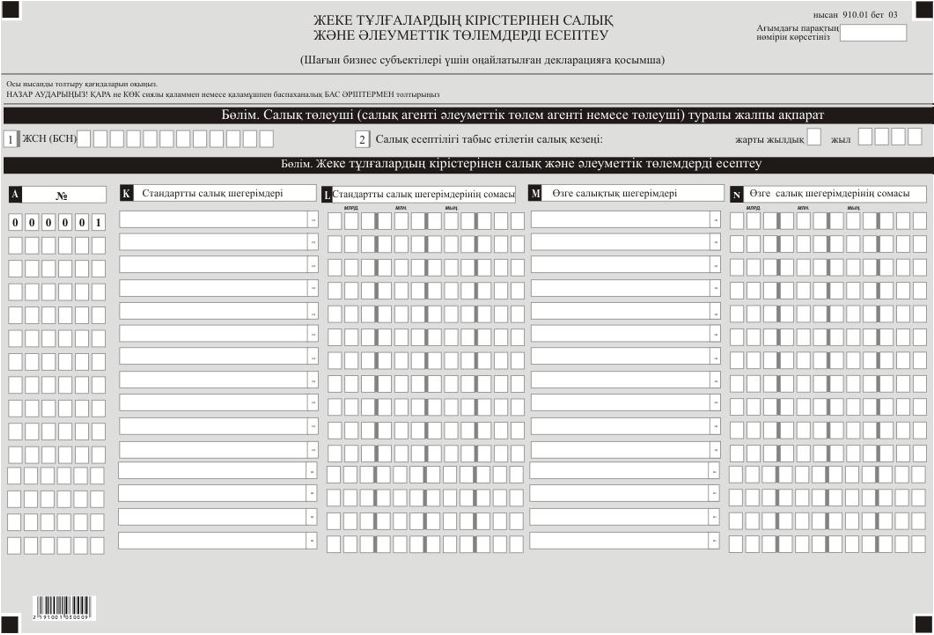 нысан 910.01 бет 03
ЖЕКЕ ТҰЛҒАЛАРДЫҢ КІРІСТЕРІНЕН САЛЫҚ
ЖӘНЕ ӘЛЕУМЕТТІК ТӨЛЕМДЕРДІ ЕСЕПТЕУ
Ағымдағы парақтың
нөмірін көрсетіңіз
(Шағын бизнес субъектілері үшін оңайлатылған декларацияға қосымша)
Осы нысанды толтыру қағидаларын оқыңыз.
НАЗАР АУДАРЫҢЫЗ! ҚАРА не КӨК сиялы қаламмен немесе қаламұшпен баспаханалық БАС ӘРІПТЕРМЕН толтырыңыз
Бөлім. Салық төлеуші (салық агенті әлеуметтік төлем агенті немесе төлеуші) туралы жалпы ақпарат
1 ЖСН (БСН) 2 Салық есептілігі табыс етілетін салық кезеңі: жарты жылдық жыл
Бөлім. Жеке тұлғалардың кірістерінен салық және әлеуметтік төлемдерді есептеу
A № K Стандартты салық шегерімдері L Стандартты салық шегерімдерінің сомасы M Өзге салықтық шегерімдері N Өзге салық шегерімдерінің сомасы
МЛРД. МЛН. МЫҢ. МЛРД. МЛН. МЫҢ.
0 0 0 0 0 1